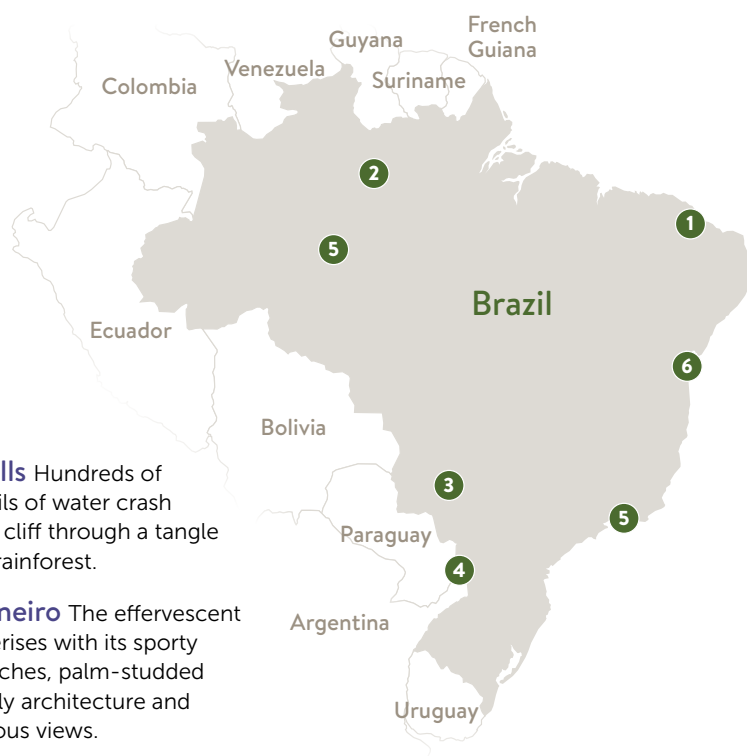 French
Guiana
Guyana
Venezuela
Suriname
Colombia
2
1
5
Brazil
Ecuador
6
Bolivia
3
5
Paraguay
4
Argentina
Uruguay
lls Hundreds of
ils of water crash
cliff through a tangle
rainforest.
neiro The effervescent
erises with its sporty
ches, palm-studded
ly architecture and
ous views.